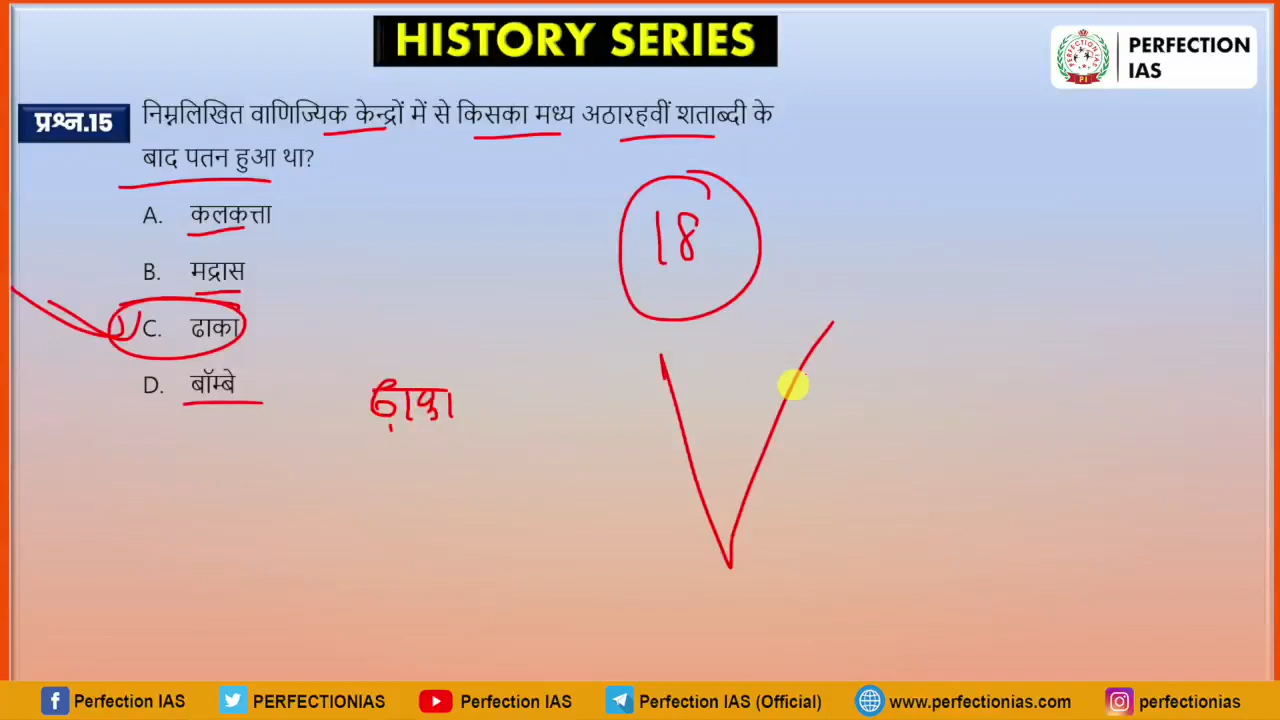 HISTORY SERIES
PERFECTION
IAS
प्रश्न.15
निम्नलिखित वाणिज्यिक केन्द्रों में से किसका मध्य अठारहवीं शताब्दी के
बाद पतन हुआ था?
A. कलकत्ता
B. मद्रास
C. ढाका
D. बॉम्बे
18
ढ़ाका
Perfection IAS
PERFECTIONIAS
Perfection IAS
Perfection IAS (Official)
www.perfectionias.com
perfectionias